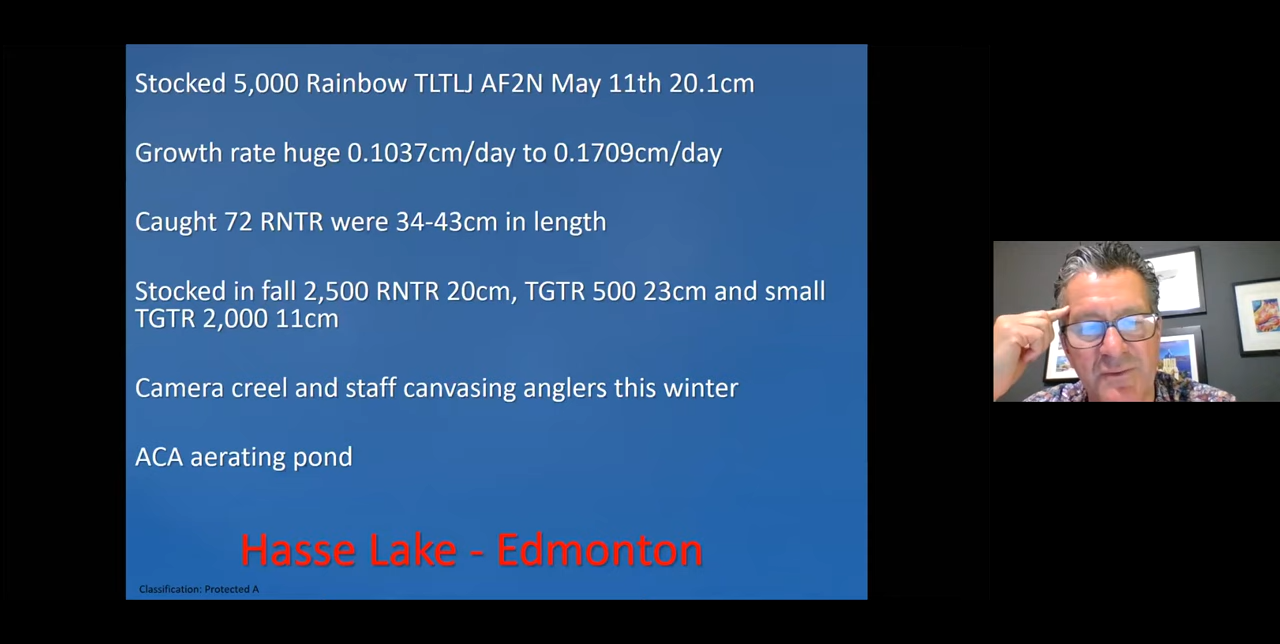 Stocked 5,000 Rainbow TLTLJ AF2N May 11th 20.1cm
Growth rate huge 0.1037cm/day to 0.1709cm/day
Caught 72 RNTR were 34-43cm in length
Stocked in fall 2,500 RNTR 20cm, TGTR 500 23cm and small
TGTR 2,000 11cm
Camera creel and staff canvasing anglers this winter
ACA aerating pond
Hasse Lake - Edmonton
Classification: Protected A